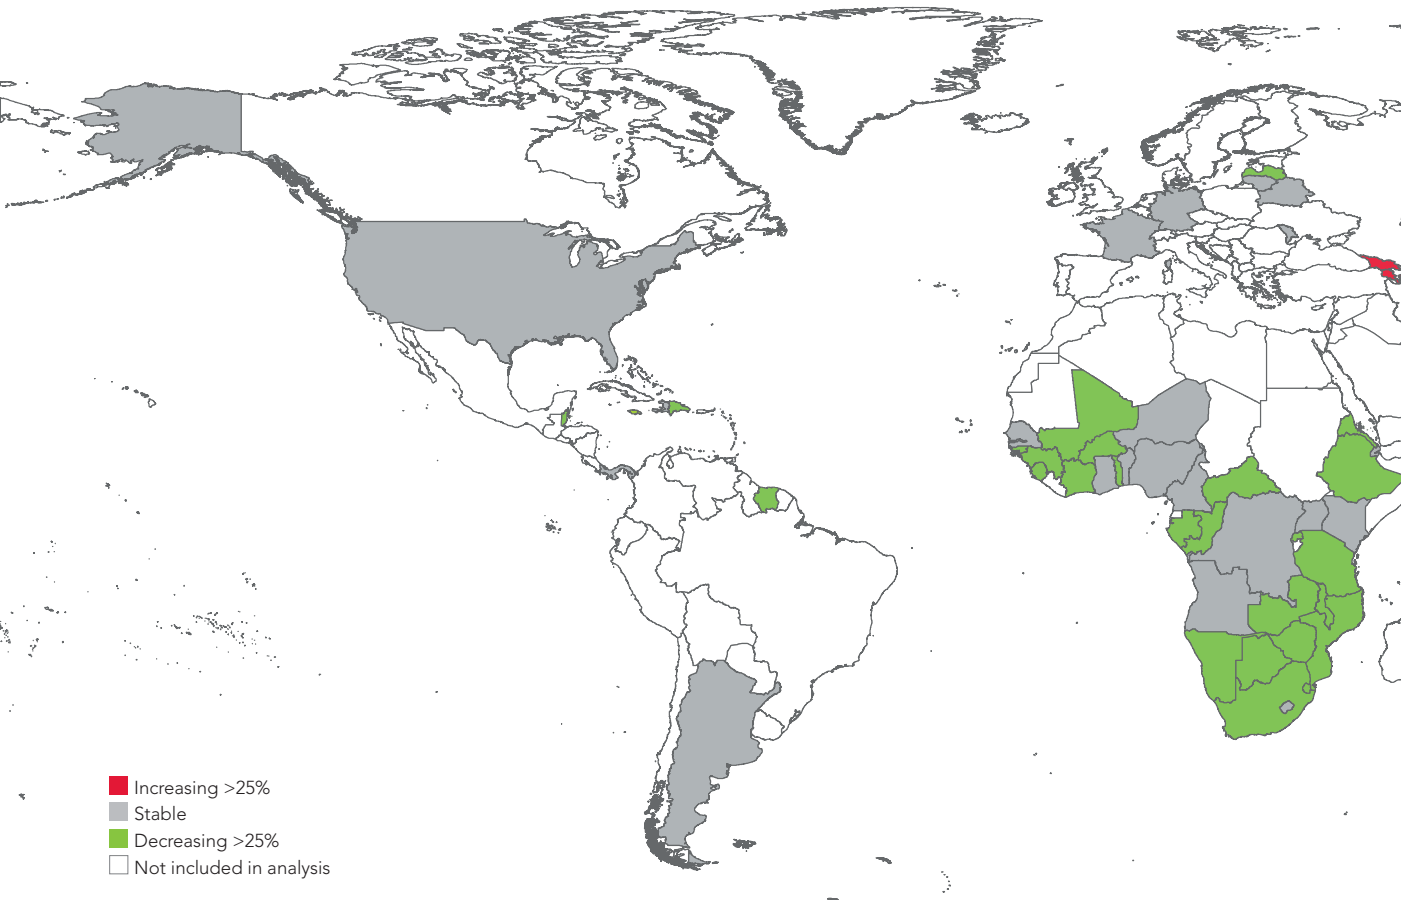 Increasing >25%
Stable
Decreasing >25%
Not included in analysis